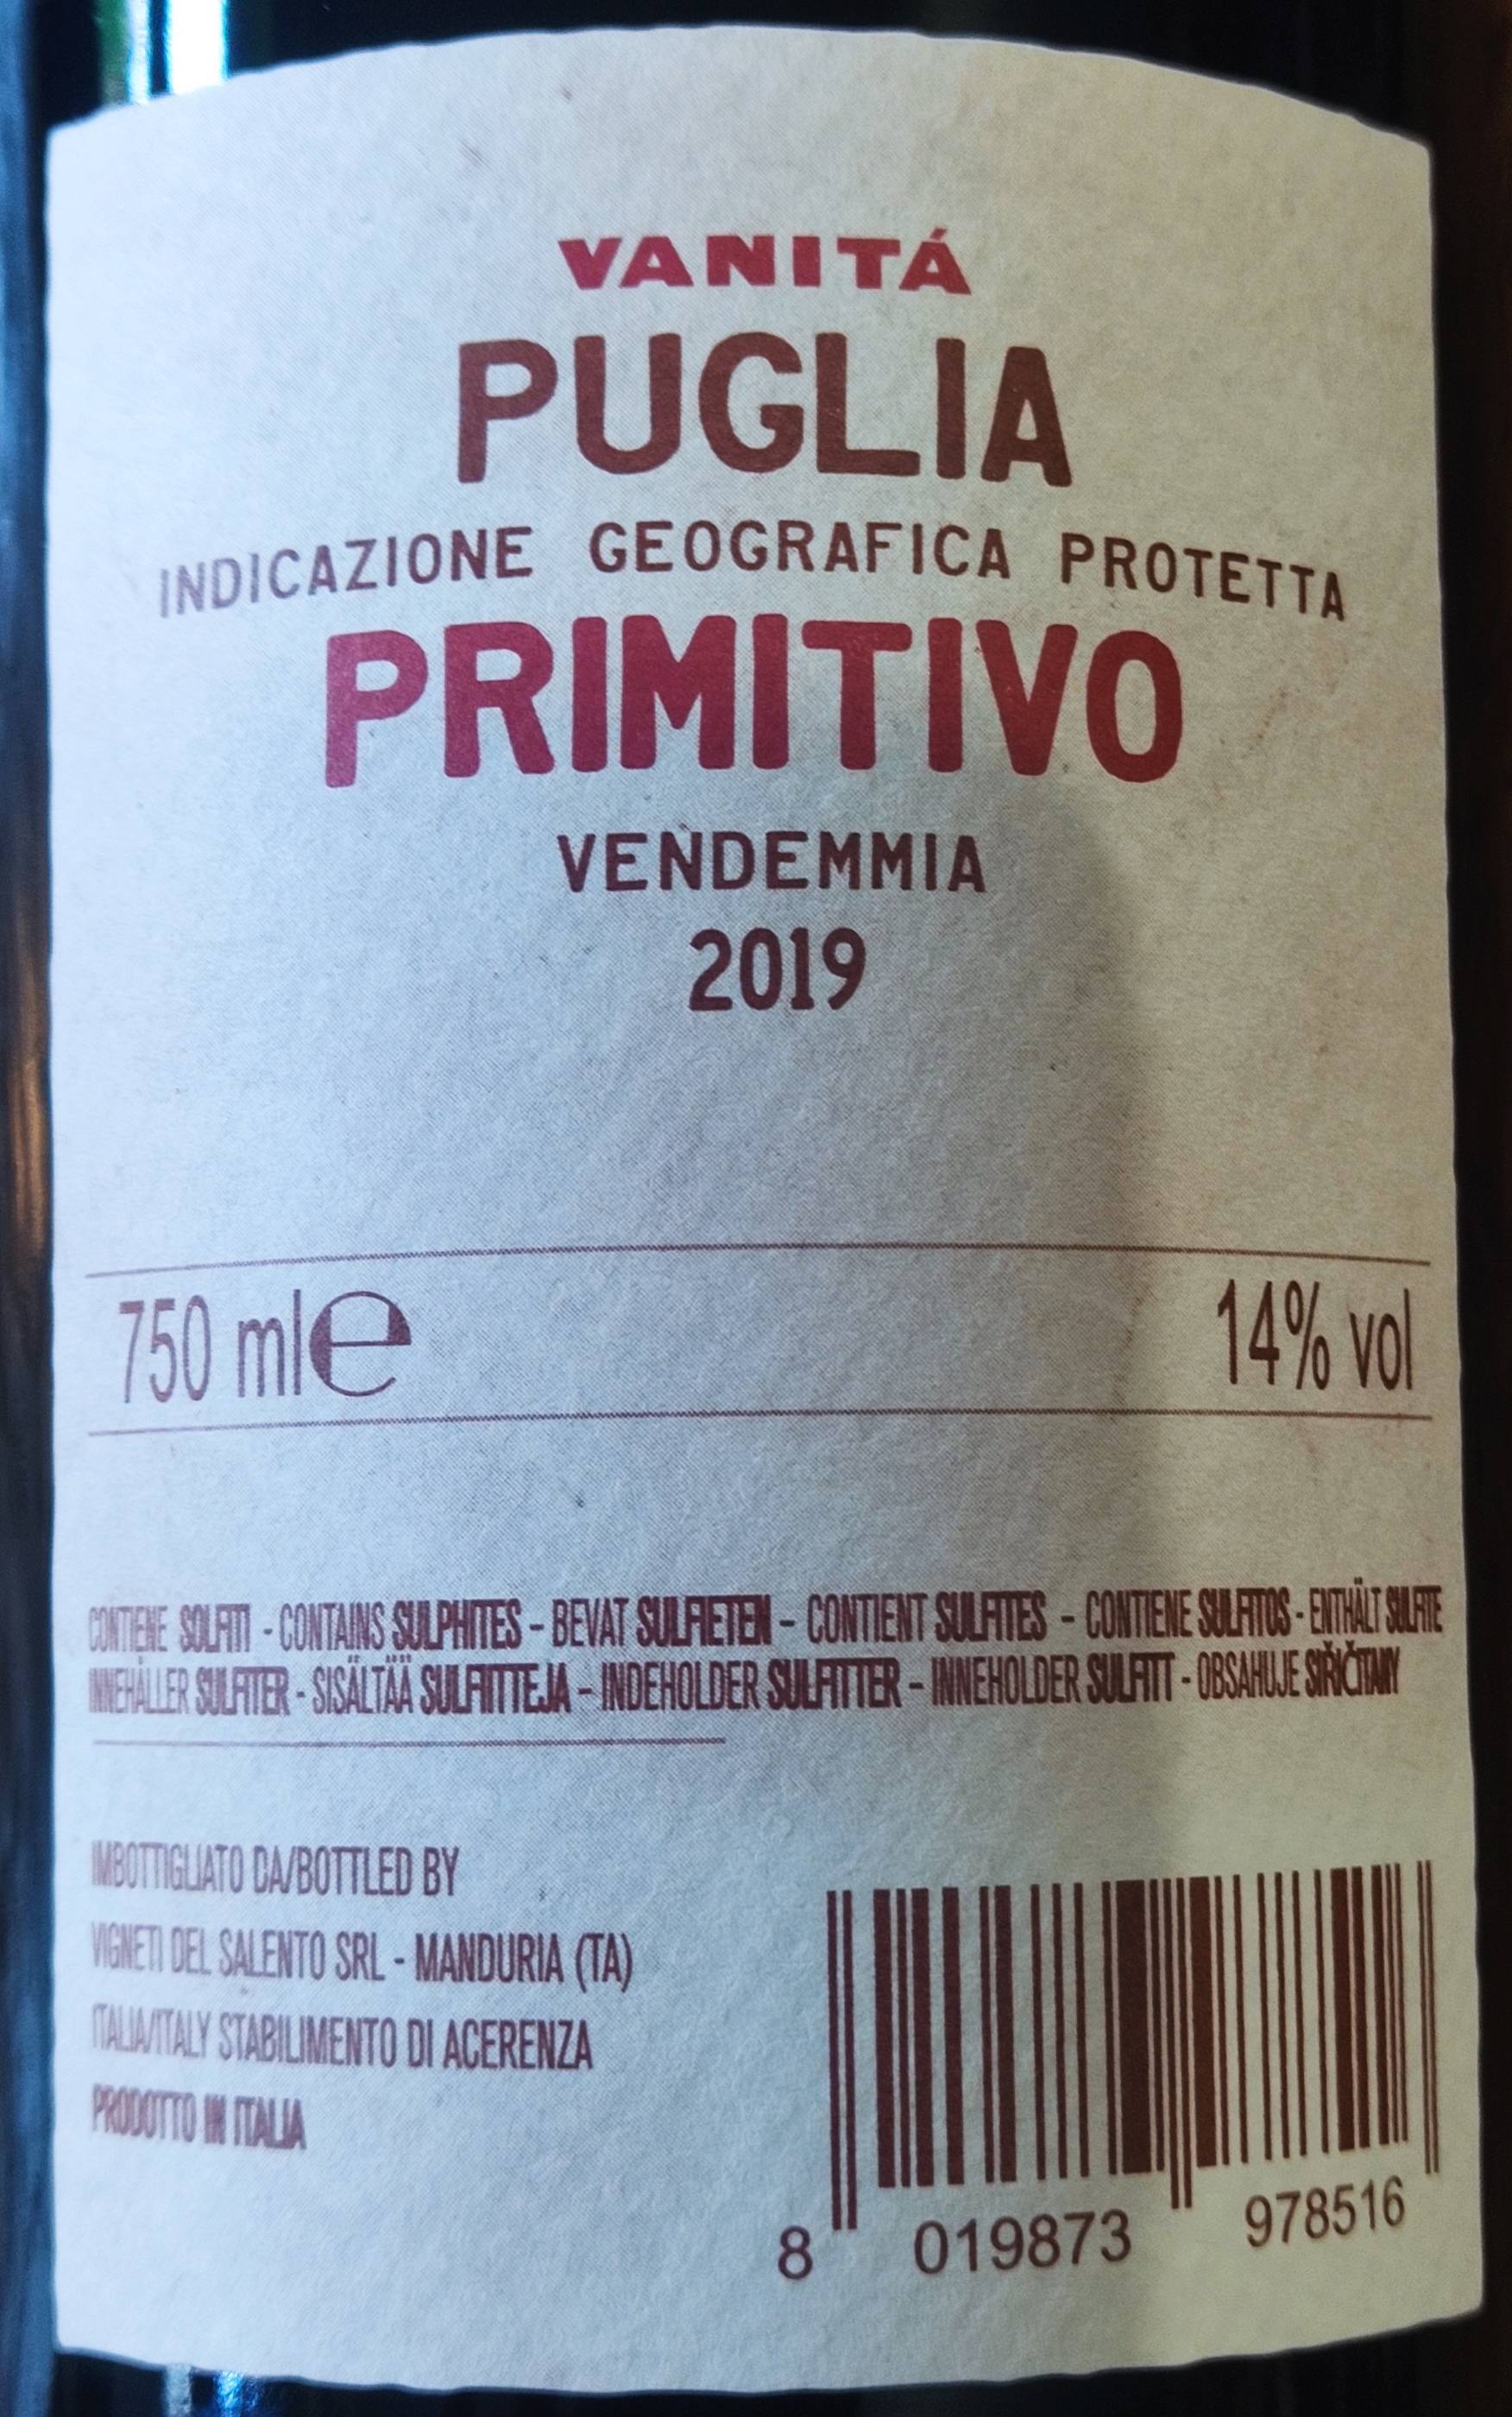 VANITÁ
PUGLIA
INDICAZIONE GEOGRAFICA PROTETTA
PRIMITIVO
VENDEMMIA
2019
750 ml e 14% vol
CONTIENE SOLFITI - CONTAINS SULPHITES - BEVAT SULFIETEN - CONTIENT SULFITES - CONTIENE SULFITOS - ENTHÄLT SULFITE
INNEHÅLLER SULFITER - SISÄLTÄÄ SULFIITTEJA - INDEHOLDER SULFITTER - INNEHOLDER SULFITT - OBSAHUJE SIŘIČITANY
IMBOTTIGLIATO DA/BOTTLED BY
VIGNETI DEL SALENTO SRL - MANDURIA (TA)
ITALIA/ITALY STABILIMENTO DI ACERENZA
PRODOTTO IN ITALIA
8 019873 978516